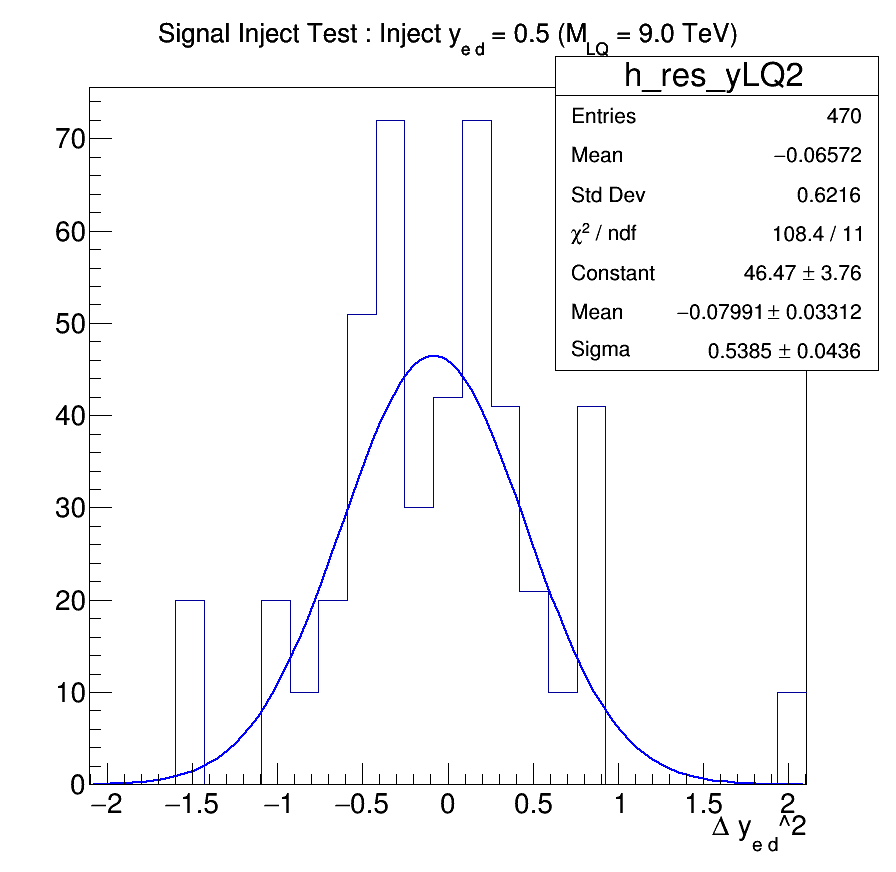 Signal Inject Test : Inject y_{e d} = 0.5 (M_{LQ} = 9.0 TeV)
h_res_yLQ2
Entries 470
Mean −0.06572
Std Dev 0.6216
χ² / ndf 108.4 / 11
Constant 46.47 ± 3.76
Mean −0.07991 ± 0.03312
Sigma 0.5385 ± 0.0436
70
60
50
40
30
20
10
0
−2 −1.5 −1 −0.5 0 0.5 1 1.5 2
Δ y_{e d}^2